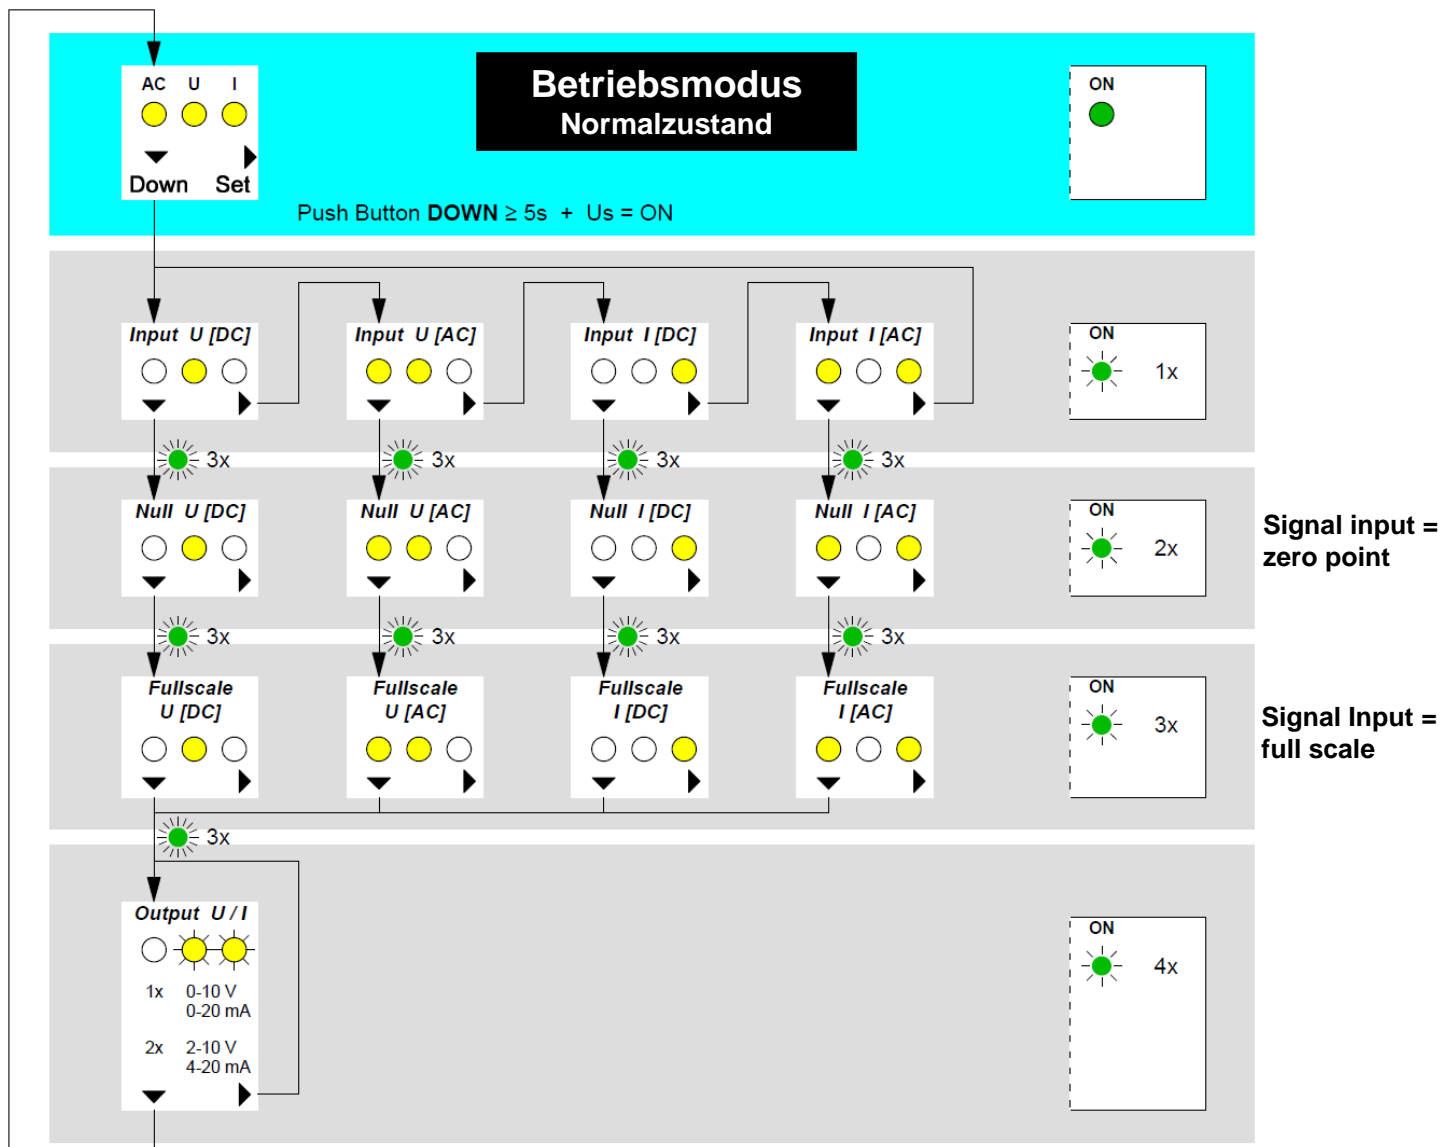 AC U I
Betriebsmodus
Normalzustand
ON
Down Set
Push Button DOWN ≥ 5s + Us = ON
Input U [DC]
Input U [AC]
Input I [DC]
Input I [AC]
ON
1x
3x
3x
3x
3x
Null U [DC]
Null U [AC]
Null I [DC]
Null I [AC]
ON
2x
Signal input =
zero point
3x
3x
3x
3x
Fullscale
U [DC]
Fullscale
U [AC]
Fullscale
I [DC]
Fullscale
I [AC]
ON
3x
Signal Input =
full scale
3x
Output U / I
1x 0-10 V
0-20 mA
2x 2-10 V
4-20 mA
ON
4x